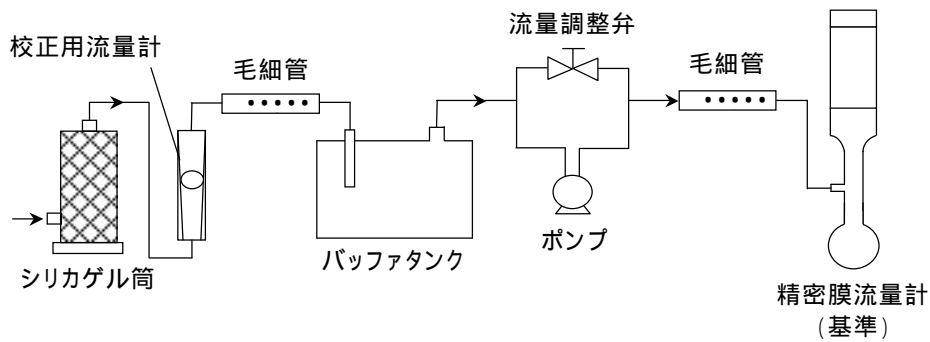 流量調整弁
校正用流量計
毛細管
毛細管
シリカゲル筒
バッファタンク
ポンプ
精密膜流量計
(基準)